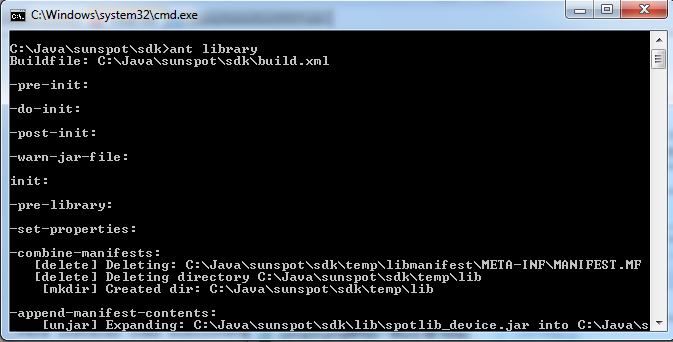 C:\Windows\system32\cmd.exe
C:\Java\sunspot\sdk>ant library
Buildfile: C:\Java\sunspot\sdk\build.xml
-pre-init:
-do-init:
-post-init:
-warn-jar-file:
init:
-pre-library:
-set-properties:
-combine-manifests:
[delete] Deleting: C:\Java\sunspot\sdk\temp\libmanifest\META-INF\MANIFEST.MF
[delete] Deleting directory C:\Java\sunspot\sdk\temp\lib
[mkdir] Created dir: C:\Java\sunspot\sdk\temp\lib
-append-manifest-contents:
[unjar] Expanding: C:\Java\sunspot\sdk\lib\spotlib_device.jar into C:\Java\s